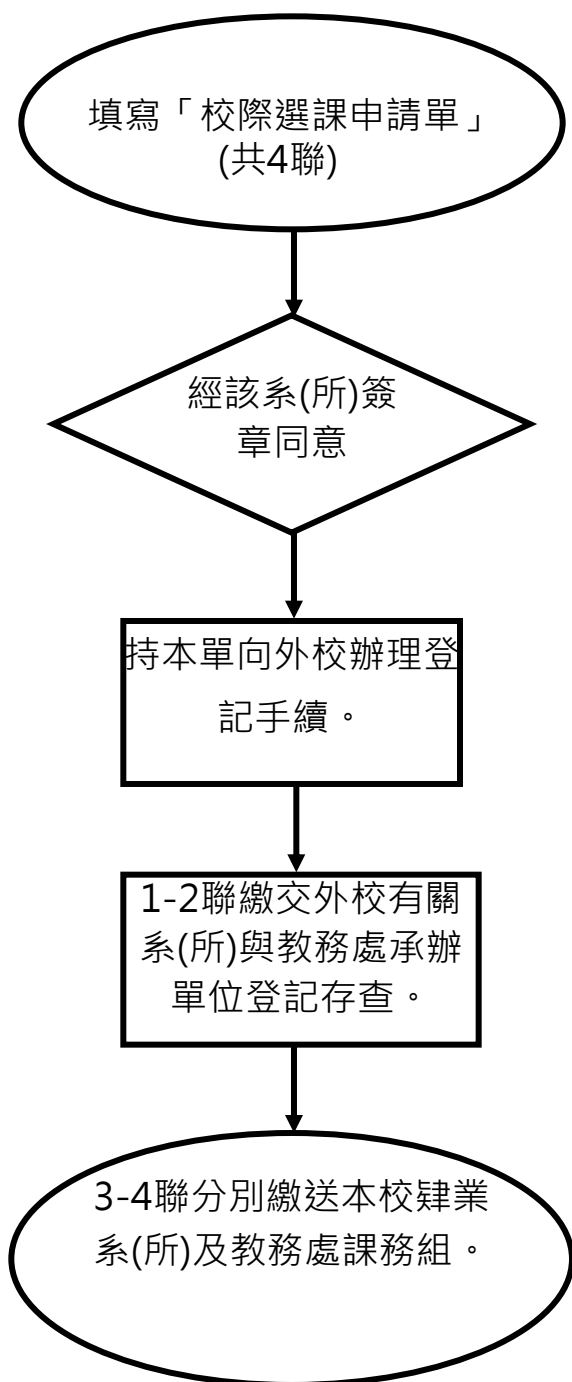 填寫「校際選課申請單」
(共4聯)
經該系(所)簽
章同意
持本單向外校辦理登
記手續。
1-2聯繳交外校有關
系(所)與教務處承辦
單位登記存查。
3-4聯分別繳送本校肄業
系(所)及教務處課務組。